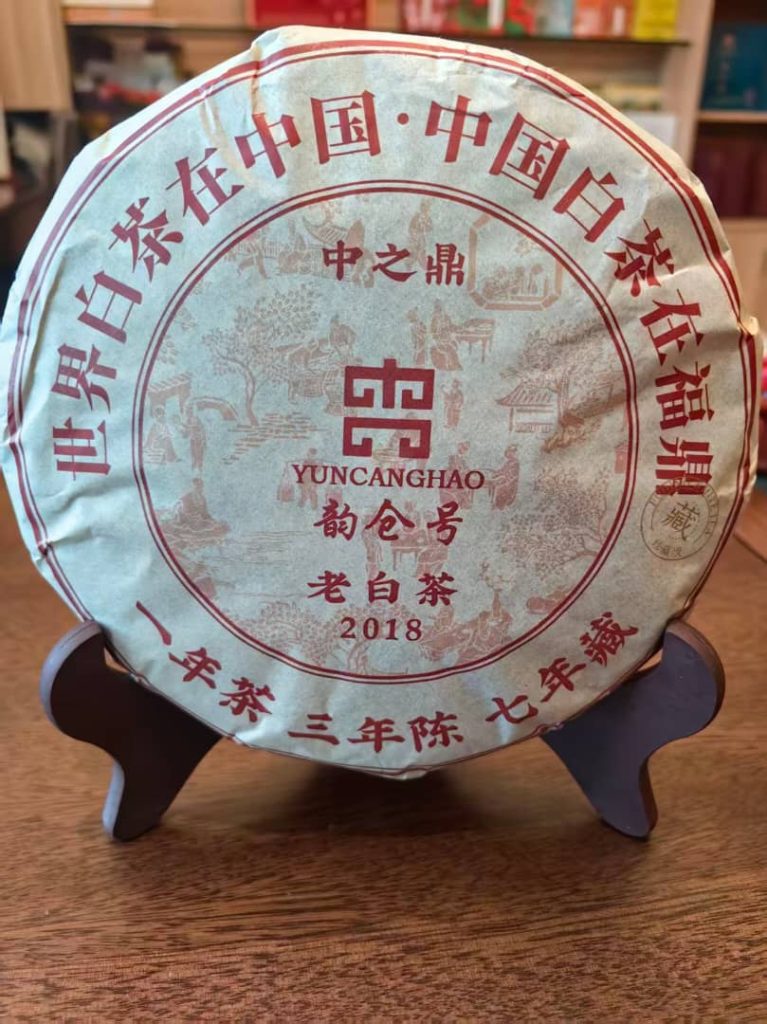 世界白茶在中国·中国白茶在福鼎
中之鼎
YUNCANGHAO
韵仓号
老白茶
2018
藏
一年茶 三年陈 七年藏